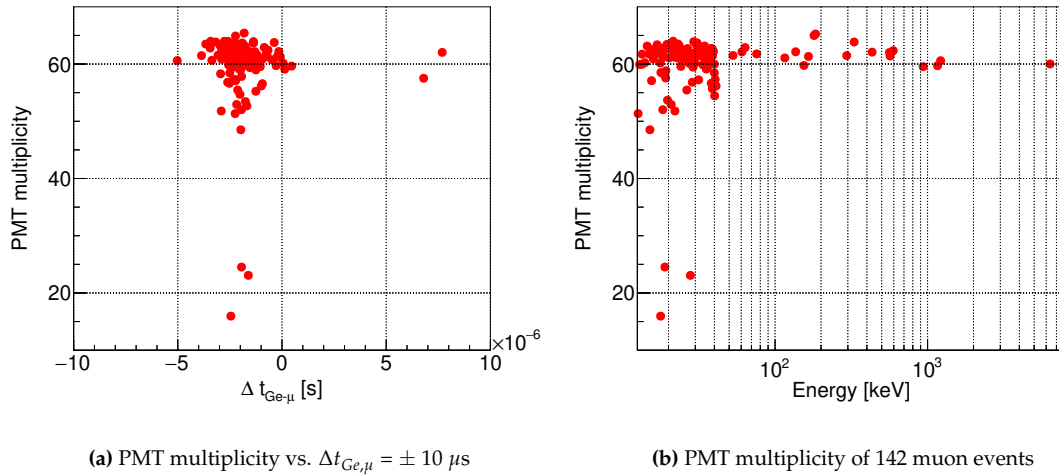 PMT multiplicity
60
40
20
−10
−5
0
5
10
×10⁻⁶
Δ t_Ge-μ [s]
PMT multiplicity
60
40
20
10²
10³
Energy [keV]
(a) PMT multiplicity vs. Δt_Ge,μ = ± 10 μs
(b) PMT multiplicity of 142 muon events